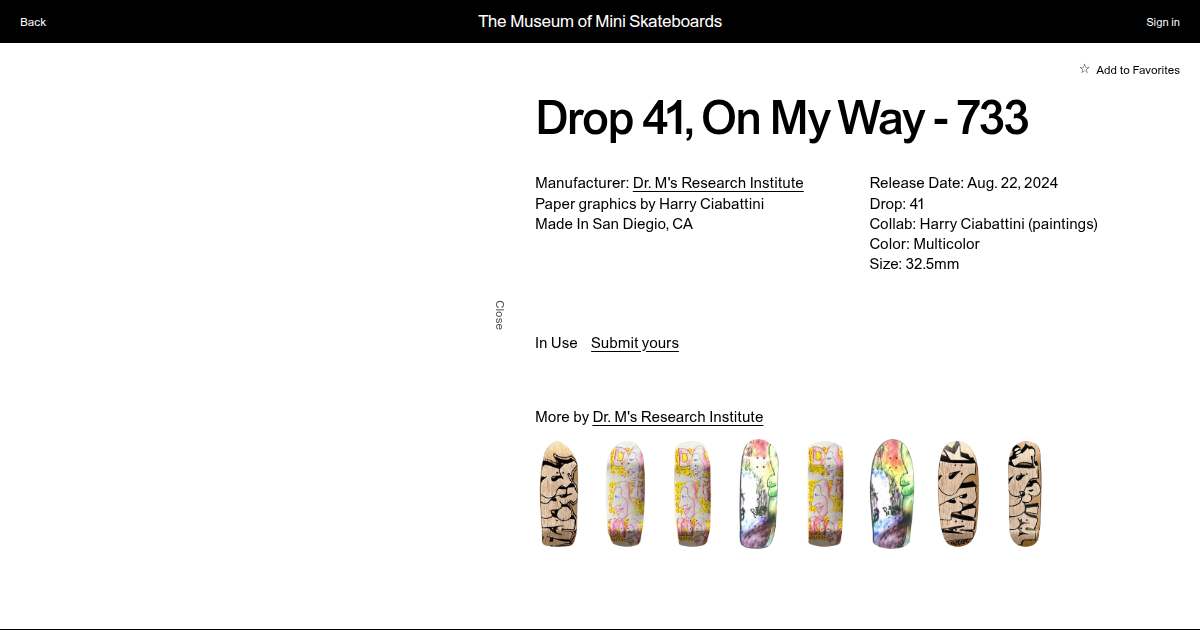 Back
The Museum of Mini Skateboards
Sign in
☆ Add to Favorites
Drop 41, On My Way - 733
Manufacturer: Dr. M's Research Institute
Paper graphics by Harry Ciabattini
Made In San Diegio, CA
Release Date: Aug. 22, 2024
Drop: 41
Collab: Harry Ciabattini (paintings)
Color: Multicolor
Size: 32.5mm
Close
In Use Submit yours
More by Dr. M's Research Institute